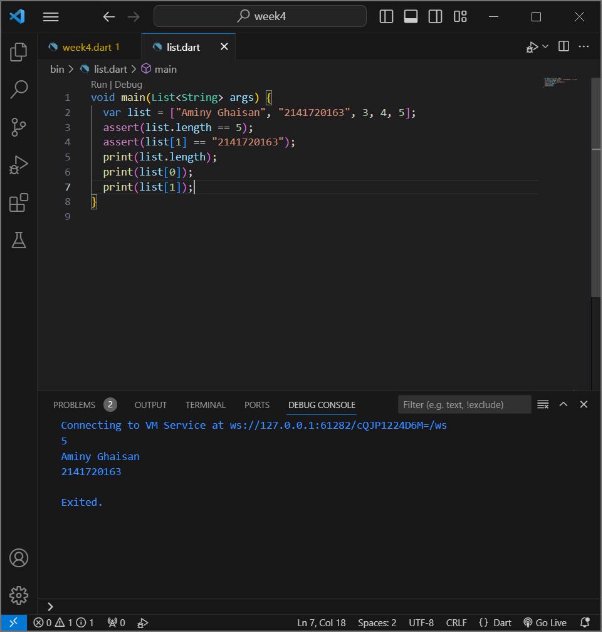 week4
week4.dart 1
list.dart
bin > list.dart > main
Run | Debug
1 void main(List<String> args) {
2 var list = ["Aminy Ghaisan", "2141720163", 3, 4, 5];
3 assert(list.length == 5);
4 assert(list[1] == "2141720163");
5 print(list.length);
6 print(list[0]);
7 print(list[1]);
8 }
9
PROBLEMS 2 OUTPUT TERMINAL PORTS DEBUG CONSOLE Filter (e.g. text, !exclude)
Connecting to VM Service at ws://127.0.0.1:61282/cQJP1224D6M=/ws
5
Aminy Ghaisan
2141720163
Exited.
0 1 1 0 Ln 7, Col 18 Spaces: 2 UTF-8 CRLF {} Dart Go Live